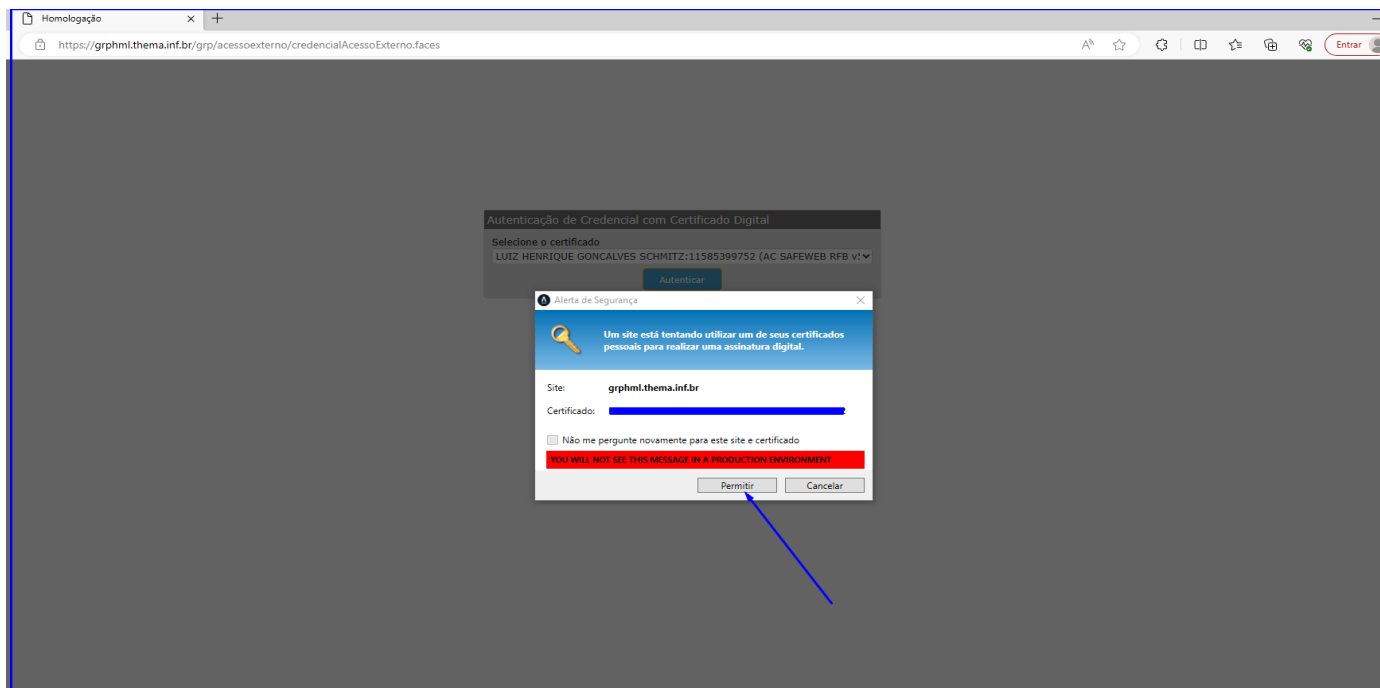 Homologação
https://grphml.thema.inf.br/grp/acessoexterno/credencialAcessoExterno.faces
Entrar
Autenticação de Credencial com Certificado Digital
Selecione o certificado
LUIZ HENRIQUE GONCALVES SCHMITZ:11585399752 (AC SAFEWEB RFB v5
Autenticar
Alerta de Segurança
Um site está tentando utilizar um de seus certificados
pessoais para realizar uma assinatura digital.
Site: grphml.thema.inf.br
Certificado:
Não me pergunte novamente para este site e certificado
YOU WILL NOT SEE THIS MESSAGE IN A PRODUCTION ENVIRONMENT
Permitir Cancelar